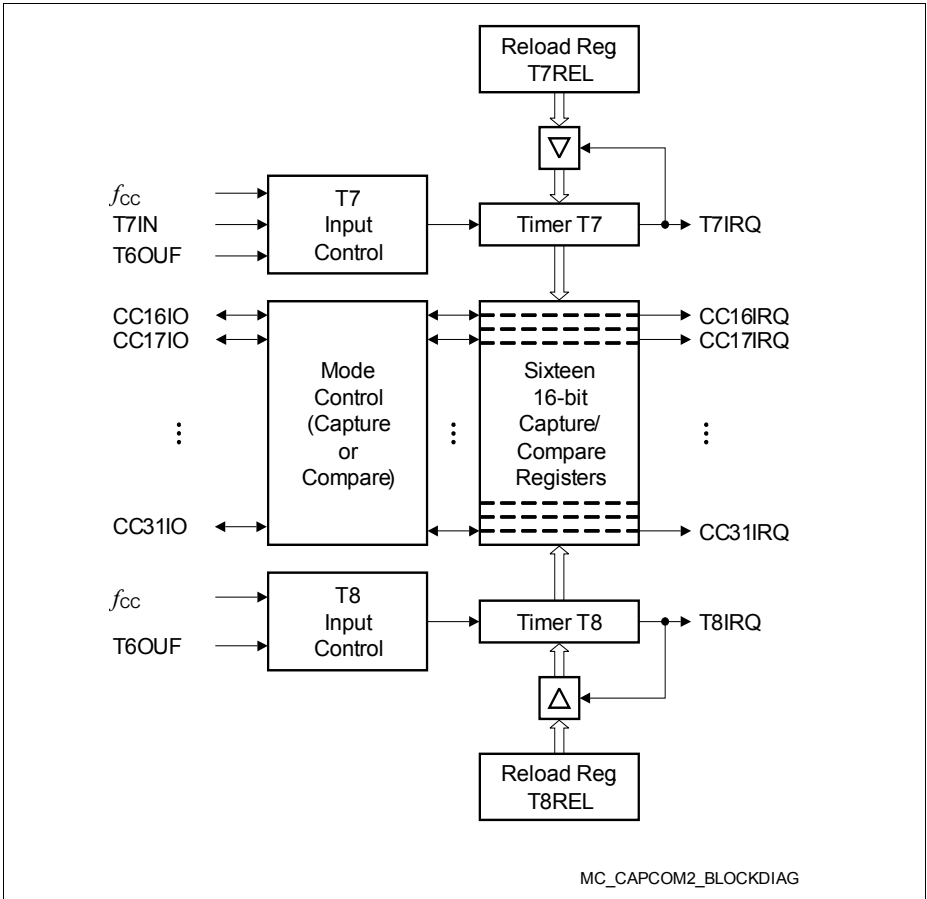 Reload Reg
T7REL
fCC
T7IN
T6OUF
T7
Input
Control
Timer T7
T7IRQ
CC16IO
CC17IO
CC31IO
Mode
Control
(Capture
or
Compare)
Sixteen
16-bit
Capture/
Compare
Registers
CC16IRQ
CC17IRQ
CC31IRQ
fCC
T6OUF
T8
Input
Control
Timer T8
T8IRQ
Reload Reg
T8REL
MC_CAPCOM2_BLOCKDIAG